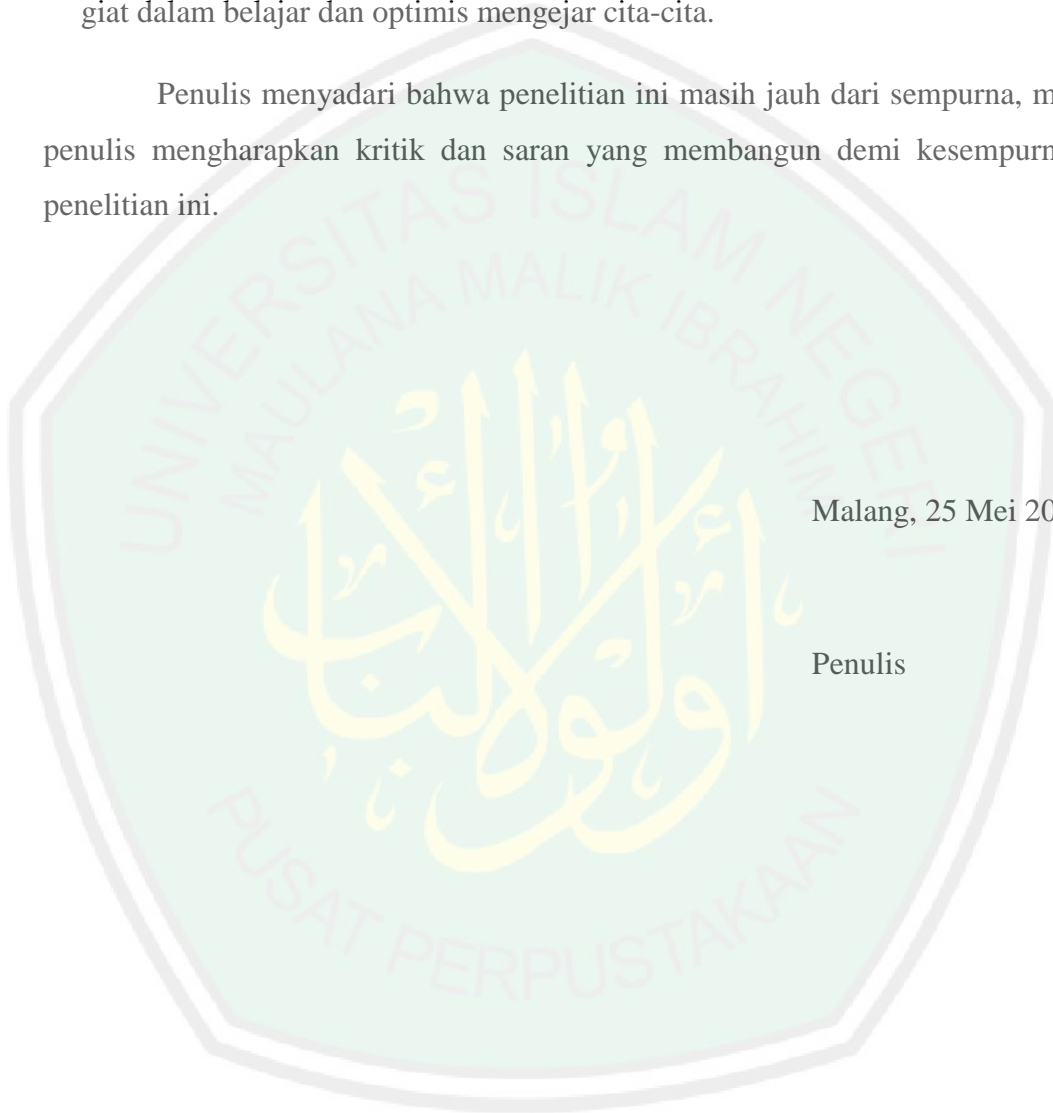 giat dalam belajar dan optimis mengejar cita-cita.
Penulis menyadari bahwa penelitian ini masih jauh dari sempurna, m
penulis mengharapkan kritik dan saran yang membangun demi kesempurn
penelitian ini.
UNIVERSITAS ISLAM NEGERI
MAULANA MALIK IBRAHIM
Malang, 25 Mei 20
أولو الألباب
Penulis
PUSAT PERPUSTAKAAN